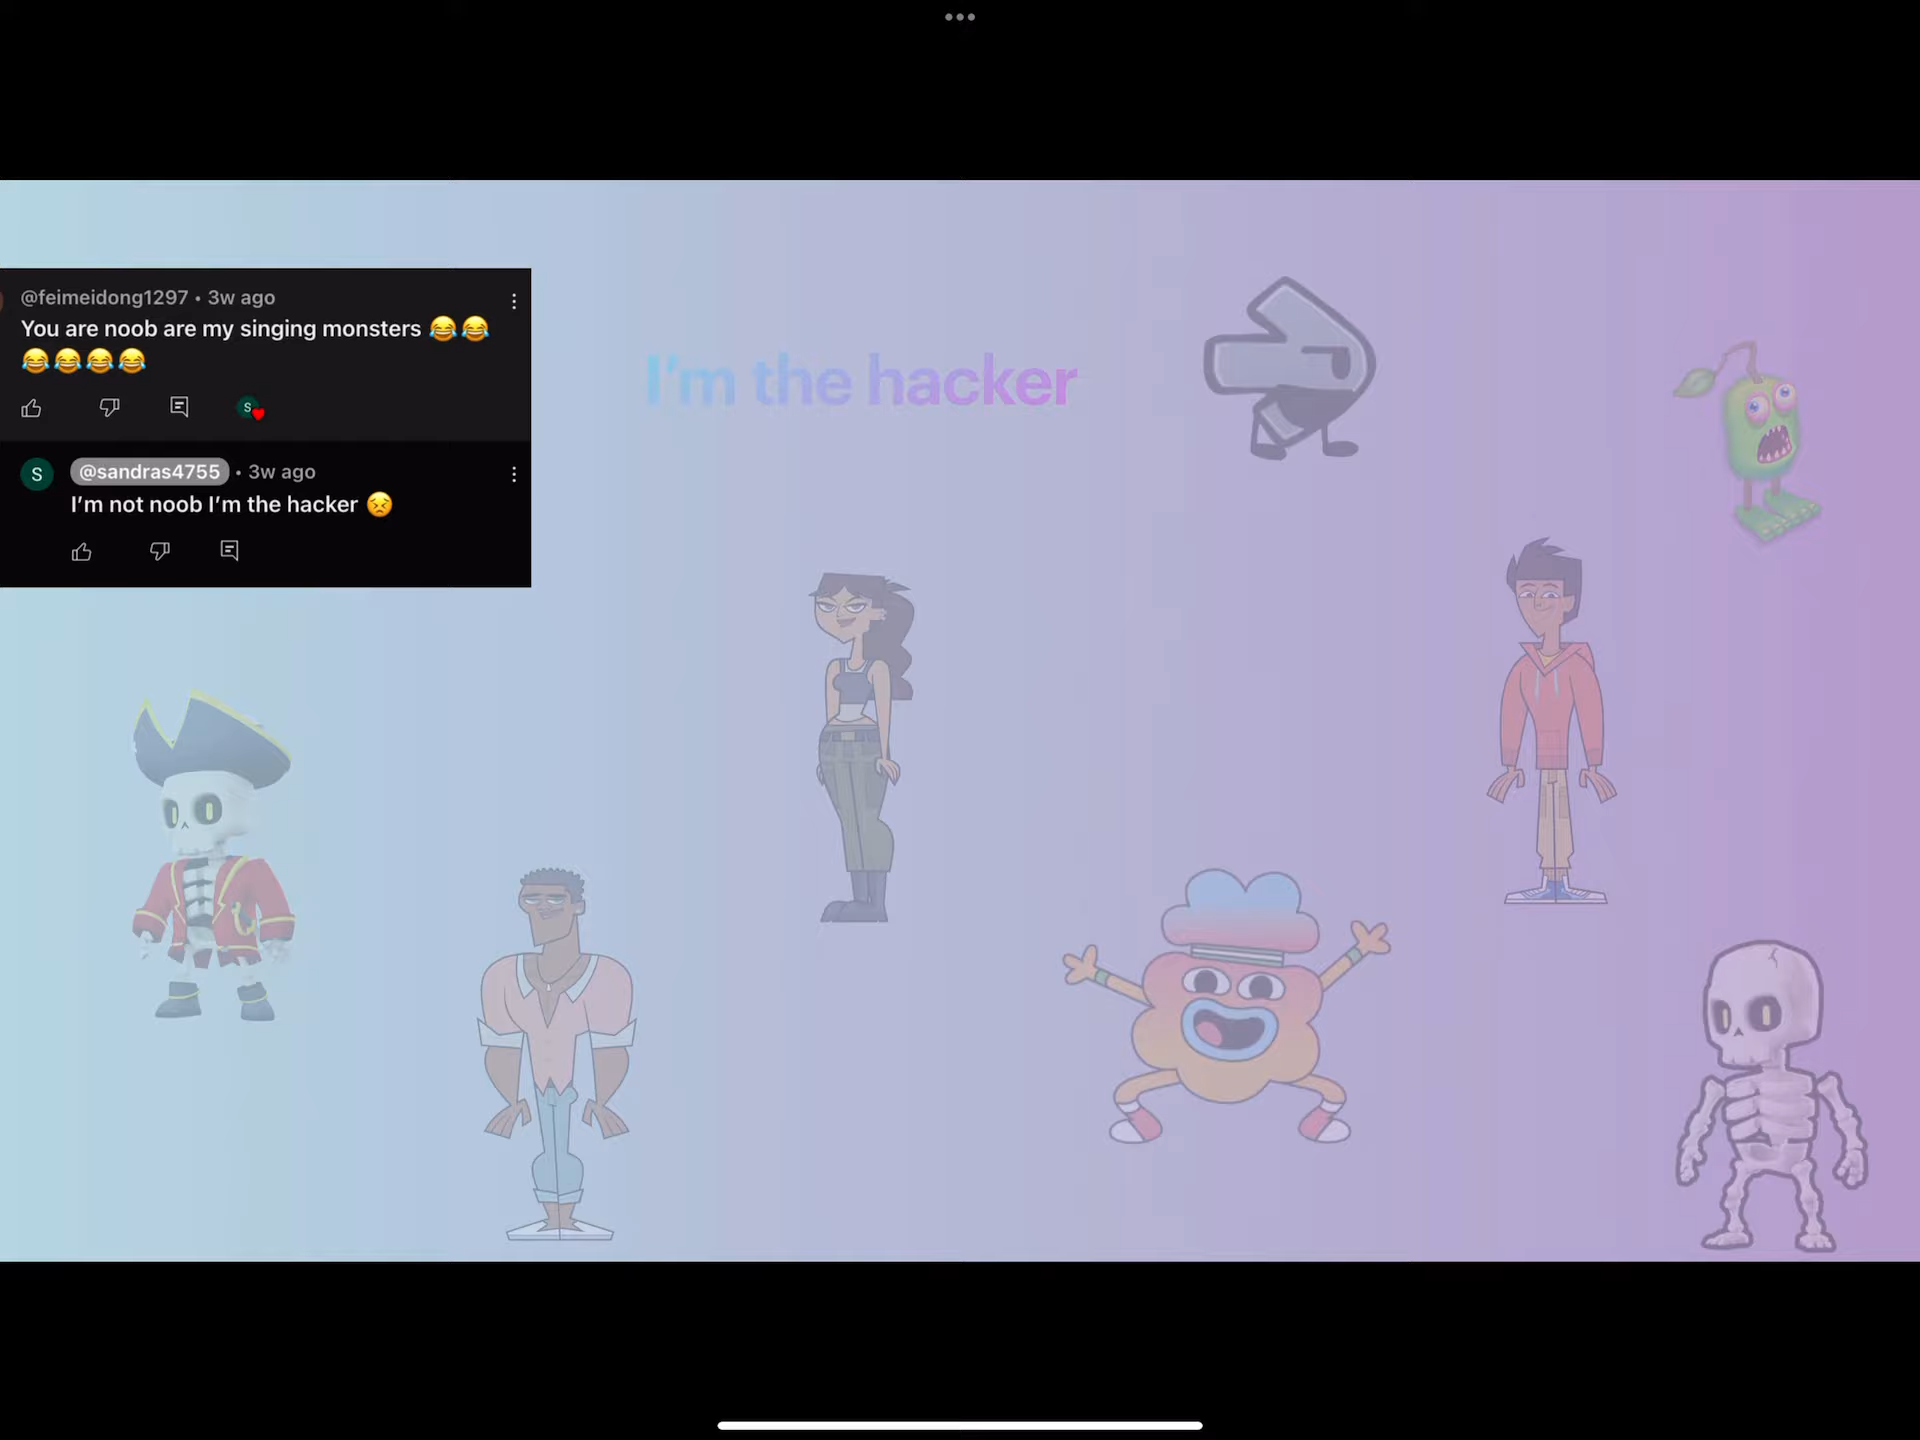 @feimeidong1297 • 3w ago
You are noob are my singing monsters 😂😂
😂😂😂😂
S
S @sandras4755 • 3w ago
I’m not noob I’m the hacker 😣
I’m the hacker